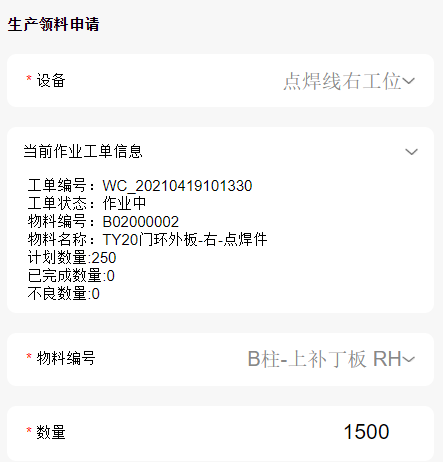 生产领料申请
* 设备 点焊线右工位
当前作业工单信息
工单编号：WC_20210419101330
工单状态：作业中
物料编号：B02000002
物料名称：TY20门环外板-右-点焊件
计划数量:250
已完成数量:0
不良数量:0
* 物料编号 B柱-上补丁板 RH
* 数量 1500